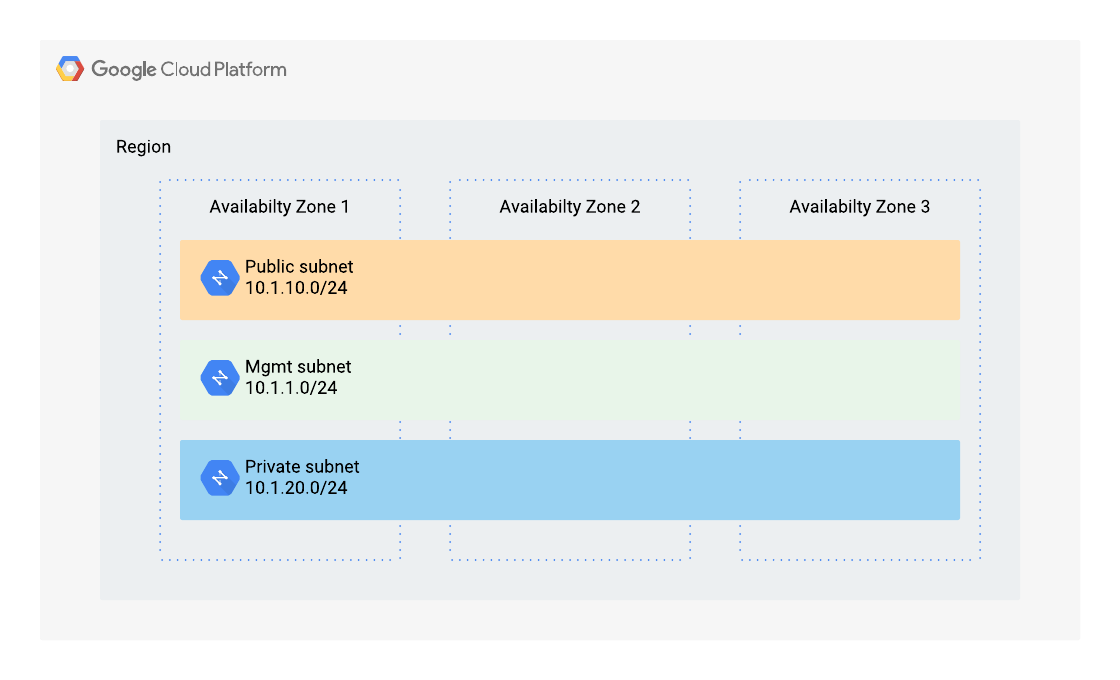 Google Cloud Platform
Region
Availabilty Zone 1
Availabilty Zone 2
Availabilty Zone 3
Public subnet
10.1.10.0/24
Mgmt subnet
10.1.1.0/24
Private subnet
10.1.20.0/24